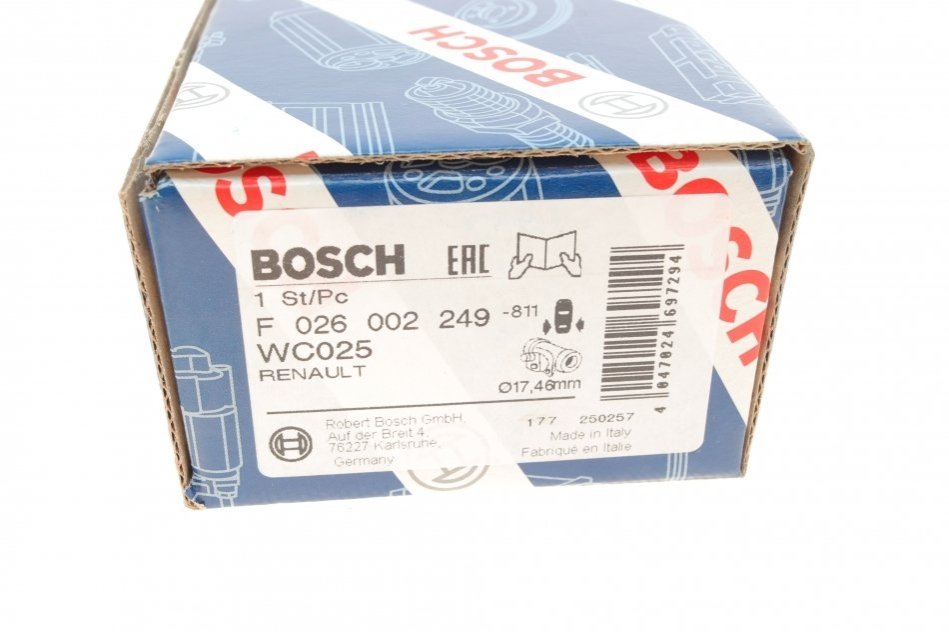 BOSCH
BOSCH
BOSCH
BOSCH EAC
1 St/Pc
F 026 002 249 -811
WC025
RENAULT
Ø17,46mm
4 047024 697294
Robert Bosch GmbH,
Auf der Breit 4,
76227 Karlsruhe,
Germany
177 250257
Made in Italy
Fabriqué en Italie